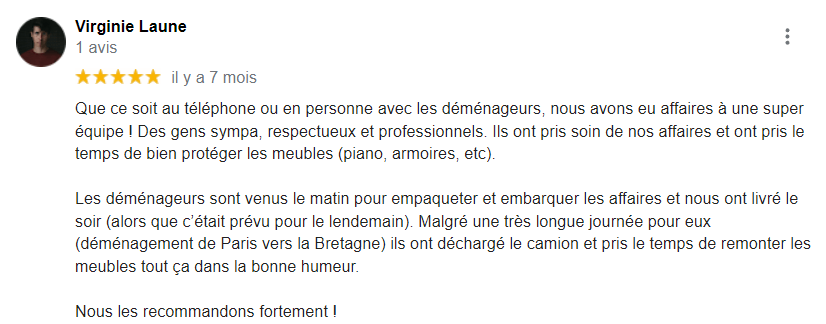 Virginie Laune
1 avis
il y a 7 mois
Que ce soit au téléphone ou en personne avec les déménageurs, nous avons eu affaires à une super
équipe ! Des gens sympa, respectueux et professionnels. Ils ont pris soin de nos affaires et ont pris le
temps de bien protéger les meubles (piano, armoires, etc).
Les déménageurs sont venus le matin pour empaqueter et embarquer les affaires et nous ont livré le
soir (alors que c’était prévu pour le lendemain). Malgré une très longue journée pour eux
(déménagement de Paris vers la Bretagne) ils ont déchargé le camion et pris le temps de remonter les
meubles tout ça dans la bonne humeur.
Nous les recommandons fortement !